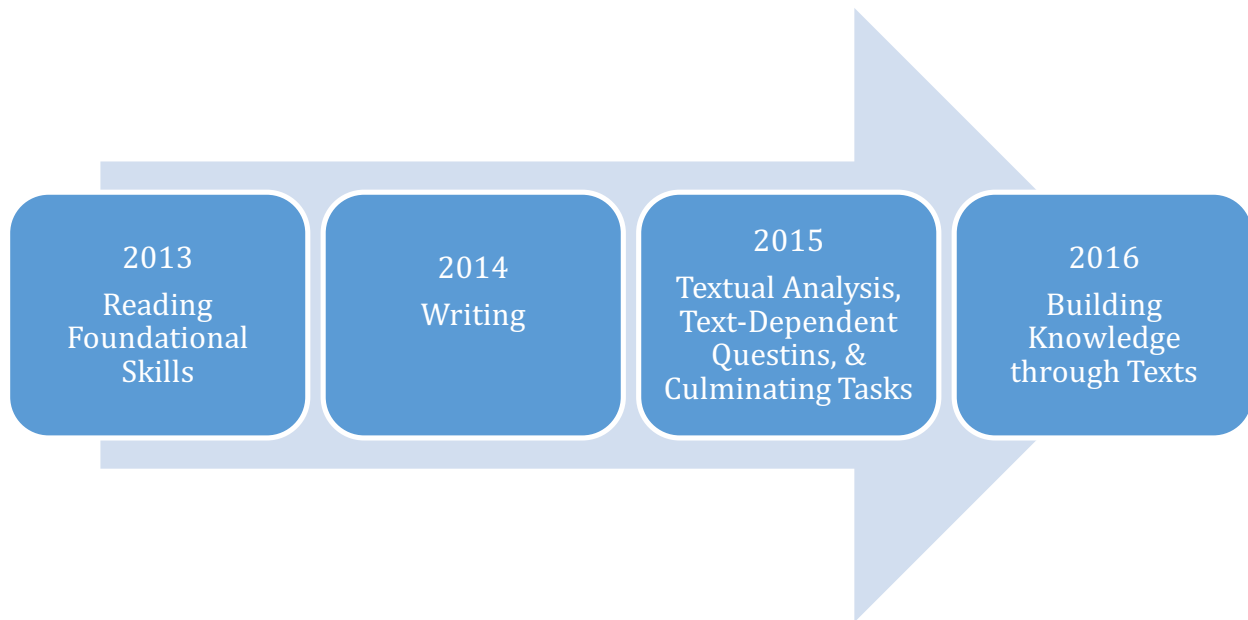 2013
Reading
Foundational
Skills
2014
Writing
2015
Textual Analysis,
Text-Dependent
Questins, &
Culminating Tasks
2016
Building
Knowledge
through Texts